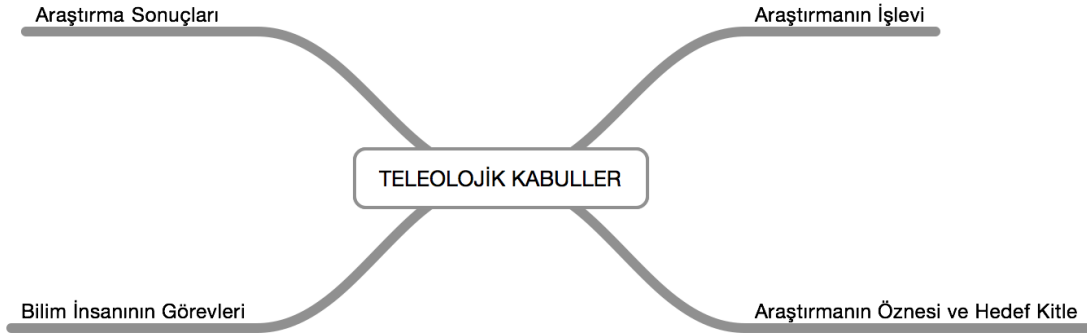 Araştırma Sonuçları
Araştırmanın İşlevi
TELEOLOJİK KABULLER
Bilim İnsanının Görevleri
Araştırmanın Öznesi ve Hedef Kitle